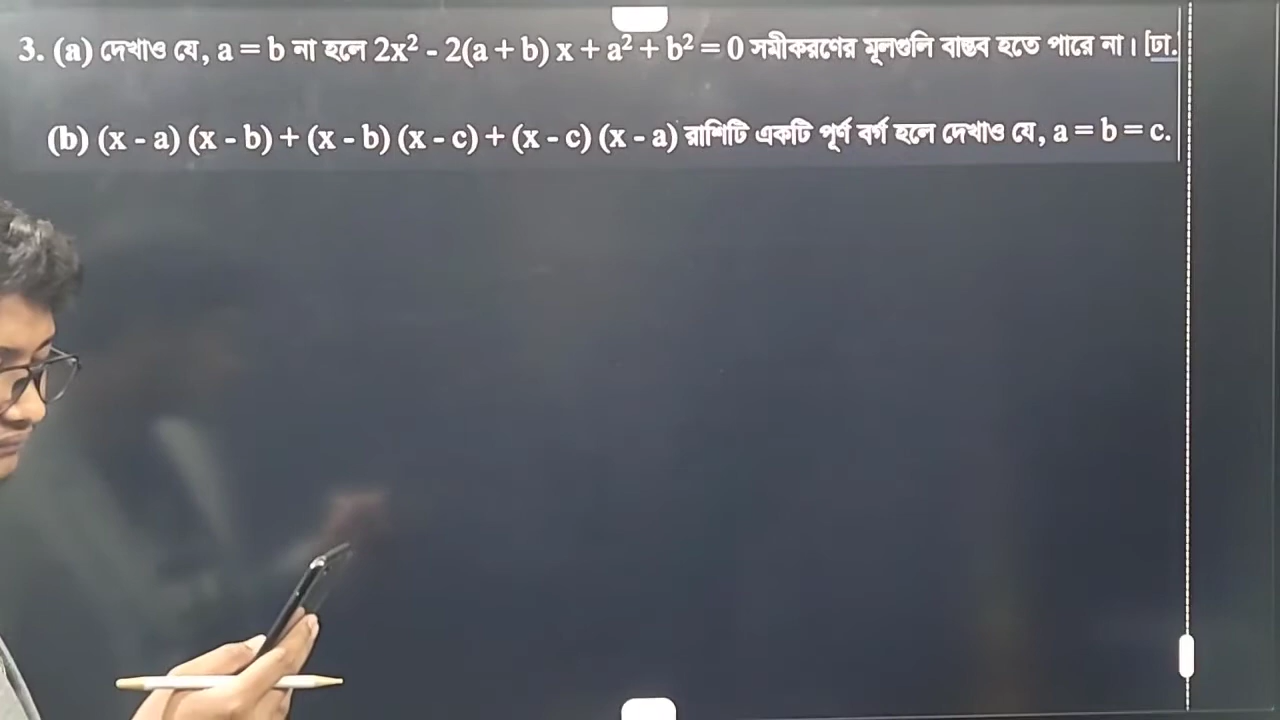 3. (a) দেখাও যে, a = b না হলে 2x² - 2(a + b) x + a² + b² = 0 সমীকরণের মূলগুলি বাস্তব হতে পারে না। [ঢা.
(b) (x - a) (x - b) + (x - b) (x - c) + (x - c) (x - a) রাশিটি একটি পূর্ণ বর্গ হলে দেখাও যে, a = b = c.